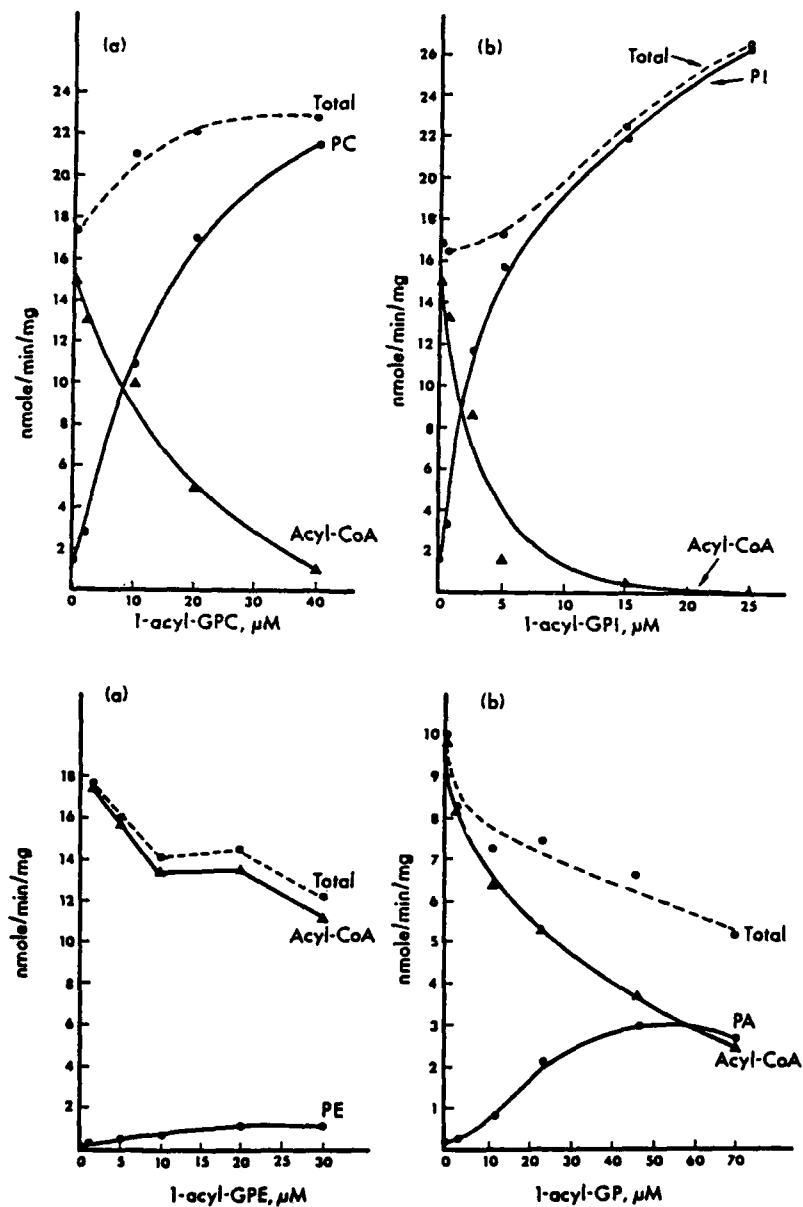 (a)
24
22
20
18
16
14
12
10
8
6
4
2
nmole/min/mg
Total
PC
Acyl-CoA
0 10 20 30 40
1-acyl-GPC, μM
(b)
26
24
22
20
18
16
14
12
10
8
6
4
2
nmole/min/mg
Total
PI
Acyl-CoA
0 5 10 15 20 25
1-acyl-GPI, μM
(a)
18
16
14
12
10
8
6
4
2
nmole/min/mg
Total
Acyl-CoA
PE
0 5 10 15 20 25 30
1-acyl-GPE, μM
(b)
10
9
8
7
6
5
4
3
2
1
nmole/min/mg
Total
PA
Acyl-CoA
0 10 20 30 40 50 60 70
1-acyl-GP, μM